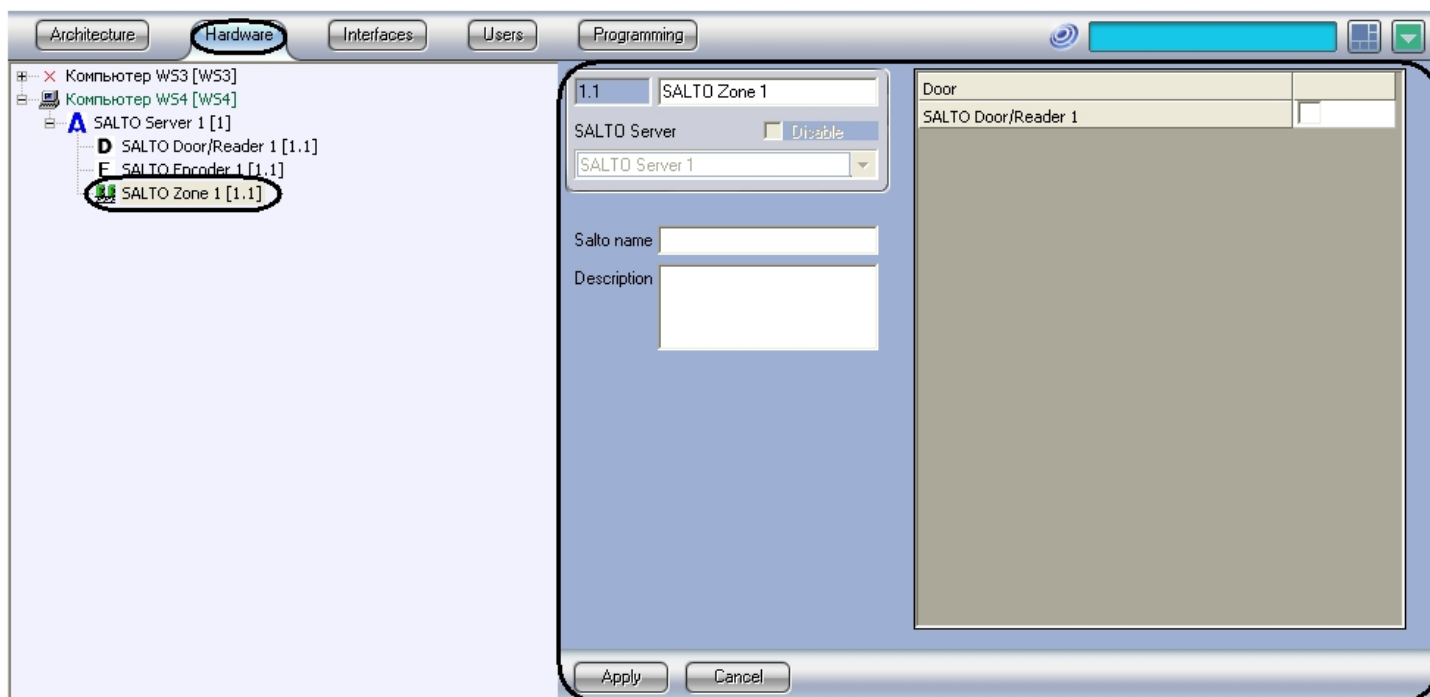 Architecture Hardware Interfaces Users Programming
Компьютер WS3 [WS3]
Компьютер WS4 [WS4]
SALTO Server 1 [1]
D SALTO Door/Reader 1 [1.1]
E SALTO Encoder 1 [1.1]
SALTO Zone 1 [1.1]
1.1 SALTO Zone 1
SALTO Server Disable
SALTO Server 1
Salto name
Description
Door
SALTO Door/Reader 1
Apply Cancel